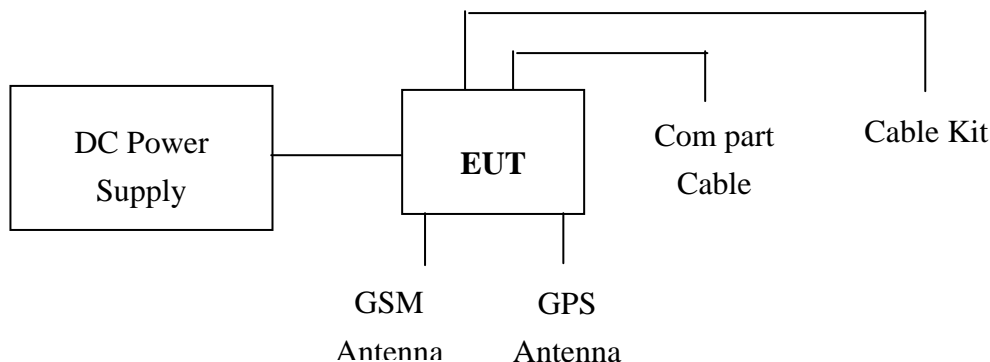 DC Power
Supply
EUT
Com part
Cable
Cable Kit
GSM
Antenna
GPS
Antenna